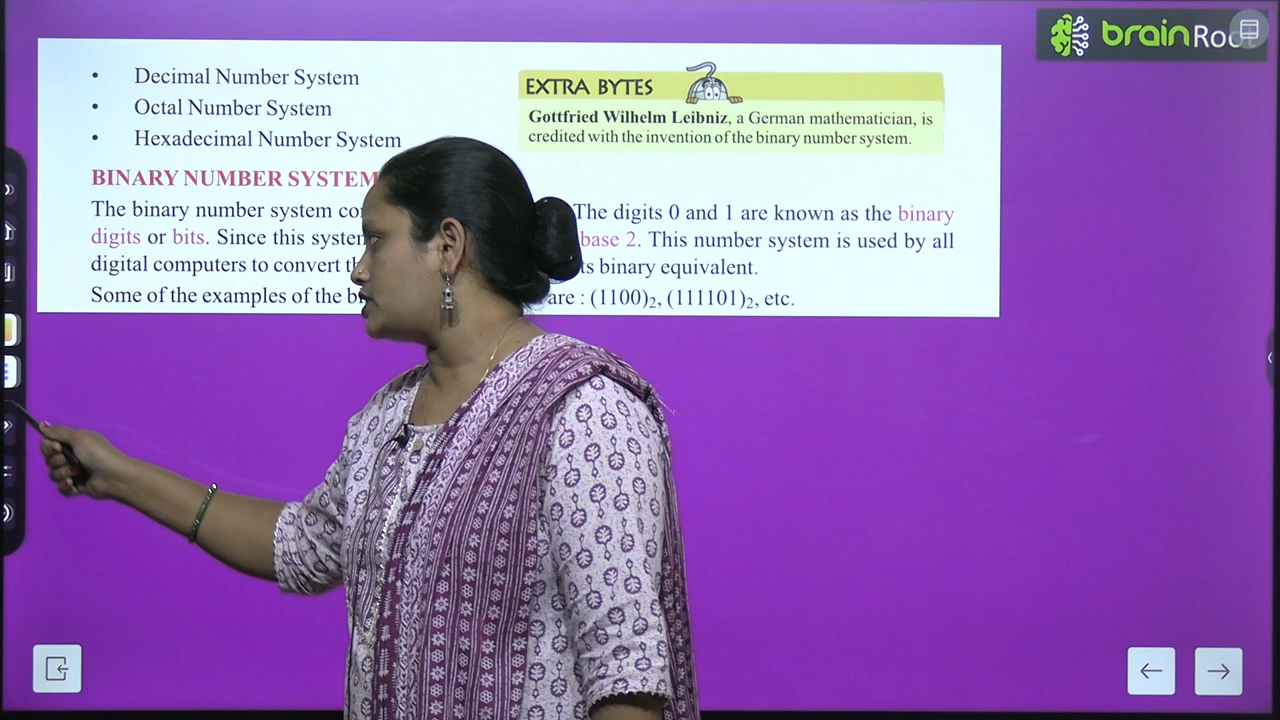 brainRoot
• Decimal Number System
• Octal Number System
• Hexadecimal Number System
EXTRA BYTES
Gottfried Wilhelm Leibniz, a German mathematician, is
credited with the invention of the binary number system.
BINARY NUMBER SYSTEM
The binary number system The digits 0 and 1 are known as the binary
digits or bits. Since this system base 2. This number system is used by all
digital computers to convert its binary equivalent.
Some of the examples of the are : (1100)₂, (111101)₂, etc.